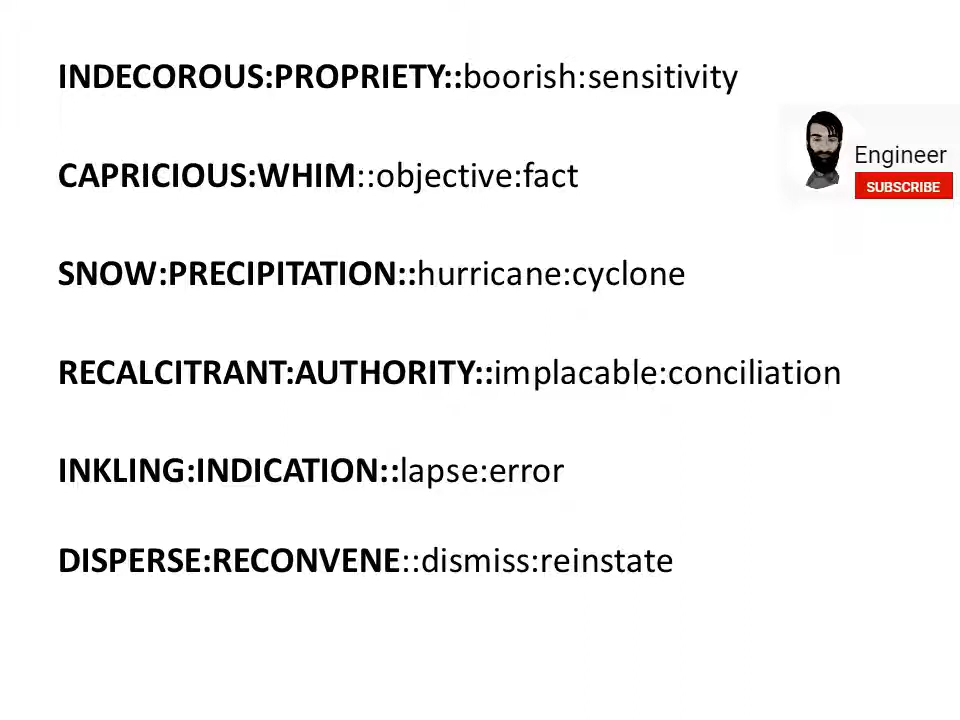 INDECOROUS:PROPRIETY::boorish:sensitivity
CAPRICIOUS:WHIM::objective:fact
Engineer
SUBSCRIBE
SNOW:PRECIPITATION::hurricane:cyclone
RECALCITRANT:AUTHORITY::implacable:conciliation
INKLING:INDICATION::lapse:error
DISPERSE:RECONVENE::dismiss:reinstate